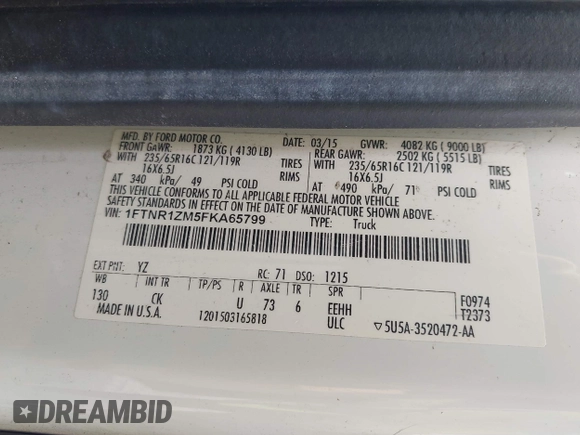 MFD. BY FORD MOTOR CO. DATE: 03/15 GVWR: 4082 KG ( 9000 LB)
FRONT GAWR: 1873 KG ( 4130 LB) REAR GAWR: 2502 KG ( 5515 LB)
WITH 235/65R16C 121/119R TIRES WITH 235/65R16C 121/119R TIRES
16X6.5J RIMS 16X6.5J RIMS
AT 340 kPa/ 49 PSI COLD AT 490 kPa/ 71 PSI COLD
THIS VEHICLE CONFORMS TO ALL APPLICABLE FEDERAL MOTOR VEHICLE
SAFETY STANDARDS IN EFFECT ON THE DATE OF MANUFACTURE SHOWN ABOVE.
VIN: 1FTNR1ZM5FKA65799 TYPE: Truck
EXT PNT: YZ RC: 71 DSO: 1215
WB INT TR TP/PS R AXLE TR SPR F0974
130 CK U 73 6 EEHH T2373
MADE IN U.S.A. 1201503165818 ULC ▽5U5A-3520472-AA
DREAMBID